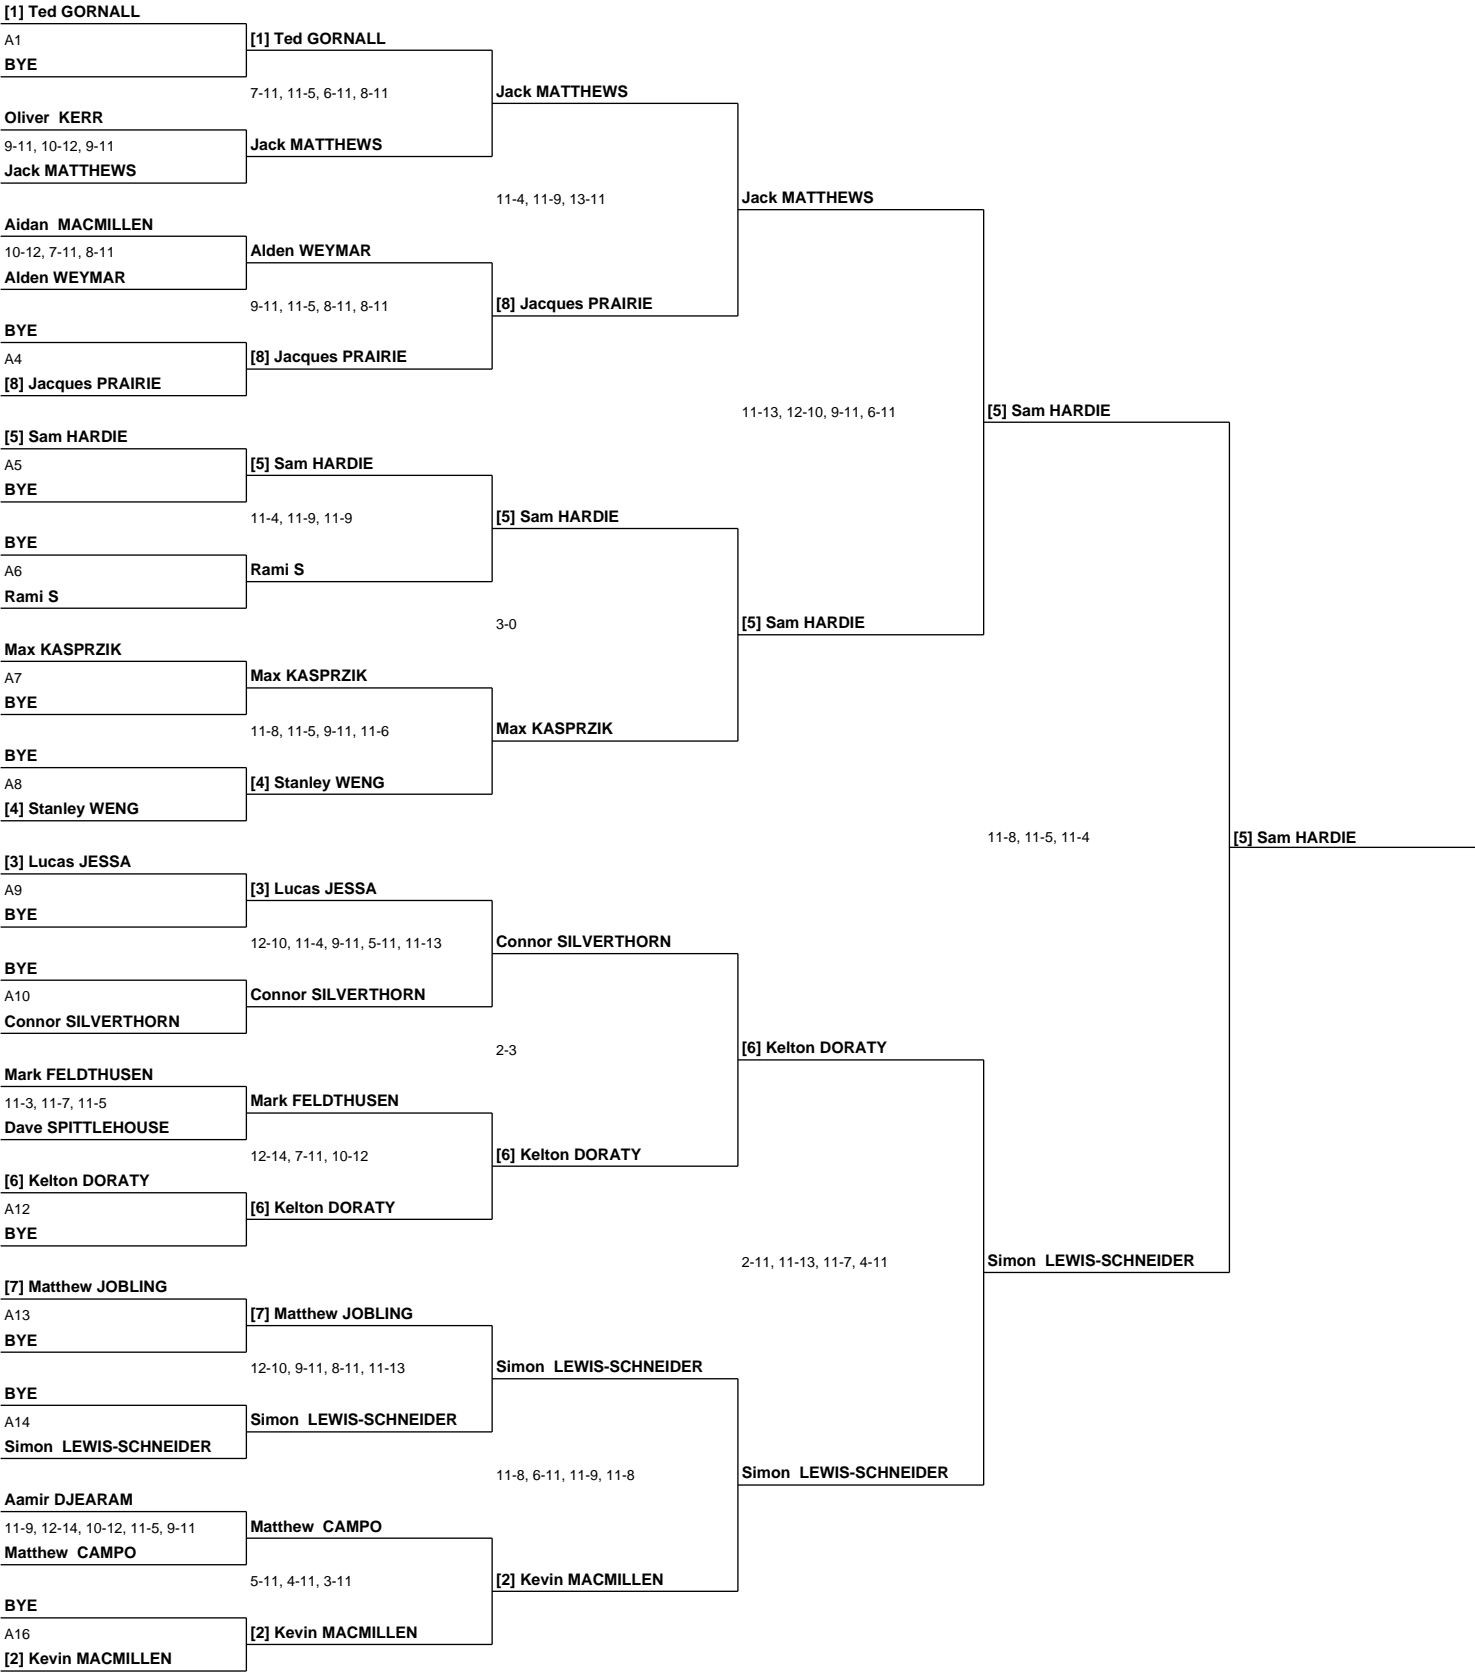 [1] Ted GORNALL
A1
[1] Ted GORNALL
BYE
7-11, 11-5, 6-11, 8-11
Jack MATTHEWS
Oliver  KERR
9-11, 10-12, 9-11
Jack MATTHEWS
Jack MATTHEWS
11-4, 11-9, 13-11
Jack MATTHEWS
Aidan  MACMILLEN
10-12, 7-11, 8-11
Alden WEYMAR
Alden WEYMAR
9-11, 11-5, 8-11, 8-11
[8] Jacques PRAIRIE
BYE
A4
[8] Jacques PRAIRIE
[8] Jacques PRAIRIE
11-13, 12-10, 9-11, 6-11
[5] Sam HARDIE
[5] Sam HARDIE
A5
[5] Sam HARDIE
BYE
11-4, 11-9, 11-9
[5] Sam HARDIE
BYE
A6
Rami S
Rami S
3-0
[5] Sam HARDIE
Max KASPRZIK
A7
Max KASPRZIK
BYE
11-8, 11-5, 9-11, 11-6
Max KASPRZIK
BYE
A8
[4] Stanley WENG
[4] Stanley WENG
11-8, 11-5, 11-4
[5] Sam HARDIE
[3] Lucas JESSA
A9
[3] Lucas JESSA
BYE
12-10, 11-4, 9-11, 5-11, 11-13
Connor SILVERTHORN
BYE
A10
Connor SILVERTHORN
Connor SILVERTHORN
2-3
[6] Kelton DORATY
Mark FELDTHUSEN
11-3, 11-7, 11-5
Mark FELDTHUSEN
Dave SPITTLEHOUSE
12-14, 7-11, 10-12
[6] Kelton DORATY
[6] Kelton DORATY
A12
[6] Kelton DORATY
BYE
2-11, 11-13, 11-7, 4-11
Simon  LEWIS-SCHNEIDER
[7] Matthew JOBLING
A13
[7] Matthew JOBLING
BYE
12-10, 9-11, 8-11, 11-13
Simon  LEWIS-SCHNEIDER
BYE
A14
Simon  LEWIS-SCHNEIDER
Simon  LEWIS-SCHNEIDER
11-8, 6-11, 11-9, 11-8
Simon  LEWIS-SCHNEIDER
Aamir DJEARAM
11-9, 12-14, 10-12, 11-5, 9-11
Matthew  CAMPO
Matthew  CAMPO
5-11, 4-11, 3-11
[2] Kevin MACMILLEN
BYE
A16
[2] Kevin MACMILLEN
[2] Kevin MACMILLEN